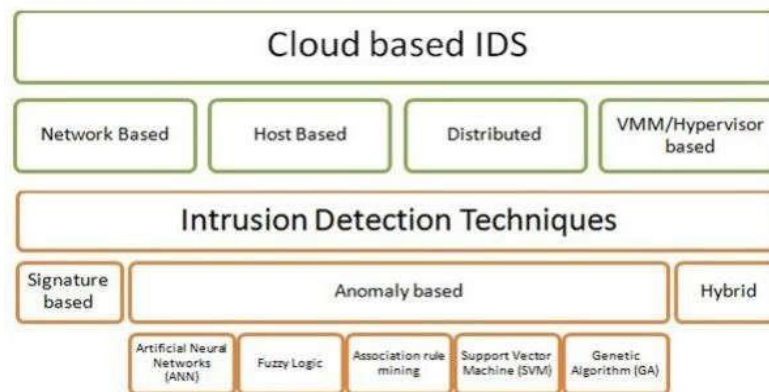 Cloud based IDS
Network Based
Host Based
Distributed
VMM/Hypervisor
based
Intrusion Detection Techniques
Signature
based
Anomaly based
Hybrid
Artificial Neural
Networks
(ANN)
Fuzzy Logic
Association rule
mining
Support Vector
Machine (SVM)
Genetic
Algorithm (GA)